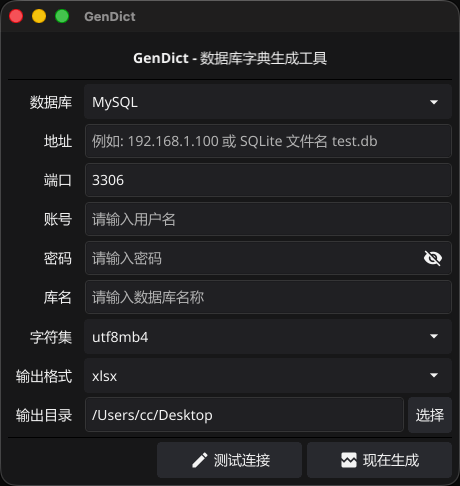 GenDict
GenDict - 数据库字典生成工具
数据库 MySQL
地址 例如: 192.168.1.100 或 SQLite 文件名 test.db
端口 3306
账号 请输入用户名
密码 请输入密码
库名 请输入数据库名称
字符集 utf8mb4
输出格式 xlsx
输出目录 /Users/cc/Desktop 选择
测试连接 现在生成